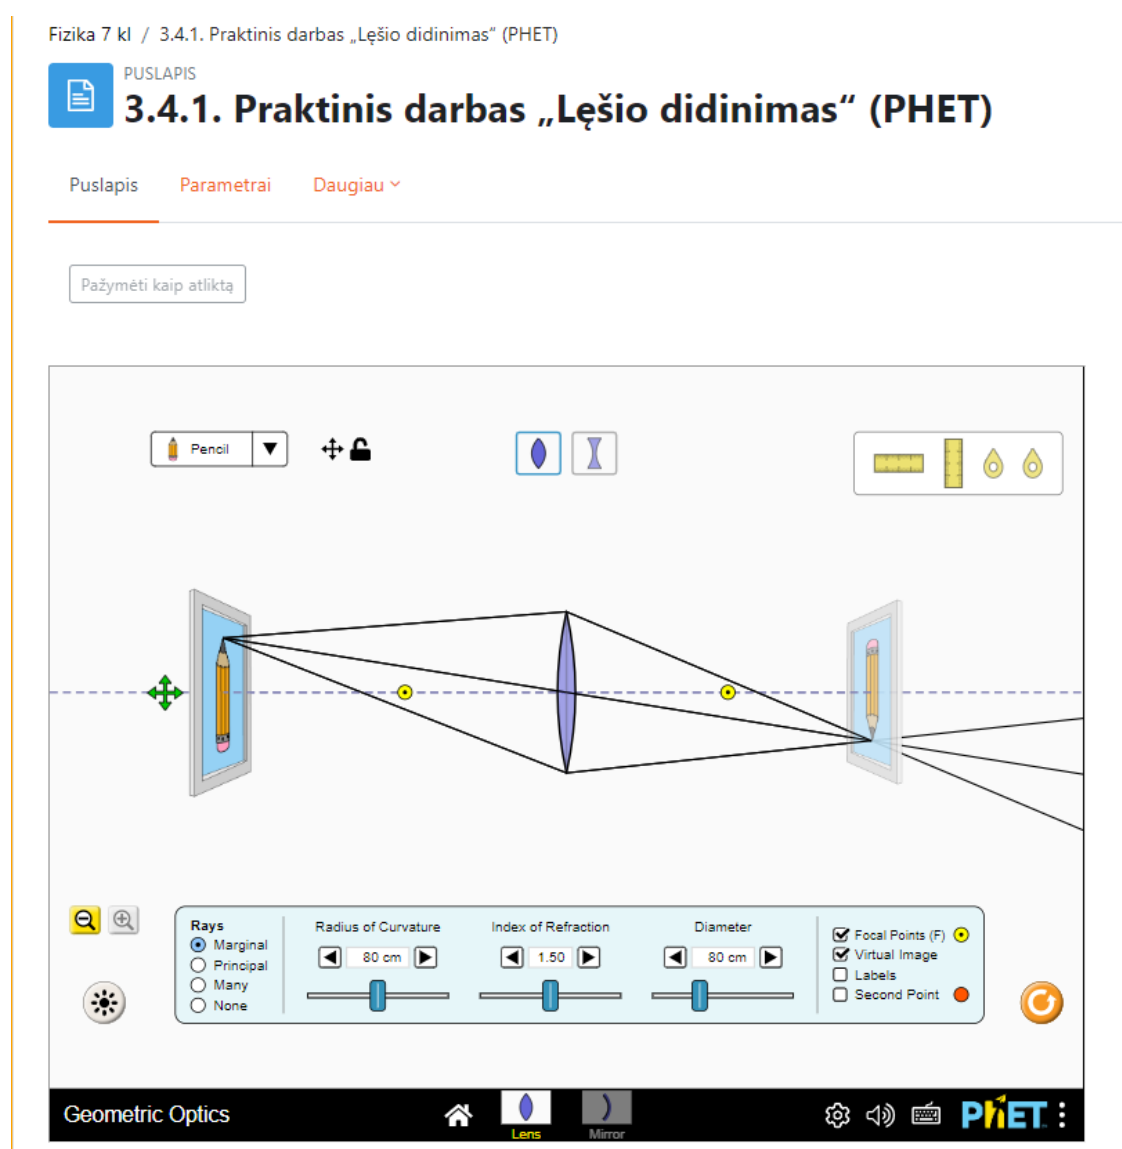 Fizika 7 kl / 3.4.1. Praktinis darbas „Lęšio didinimas“ (PHET)
PUSLAPIS
3.4.1. Praktinis darbas „Lęšio didinimas“ (PHET)
Puslapis Parametrai Daugiau
Pažymėti kaip atliktą
Pencil
Rays
Marginal
Principal
Many
None
Radius of Curvature
80 cm
Index of Refraction
1.50
Diameter
80 cm
Focal Points (F)
Virtual Image
Labels
Second Point
Geometric Optics
Lens
Mirror
PhET